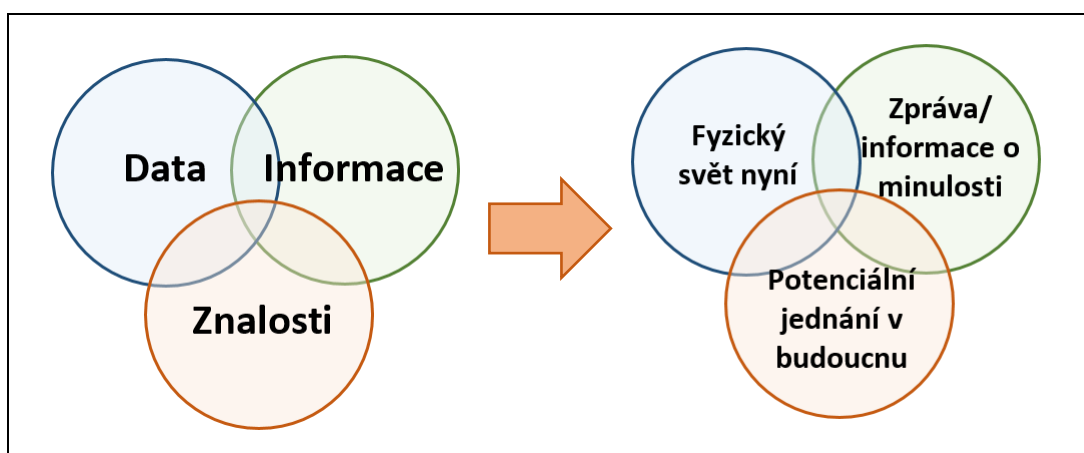 Data
Informace
Znalosti
Fyzický
svět nyní
Zpráva/
informace o
minulosti
Potenciální
jednání v
budoucnu